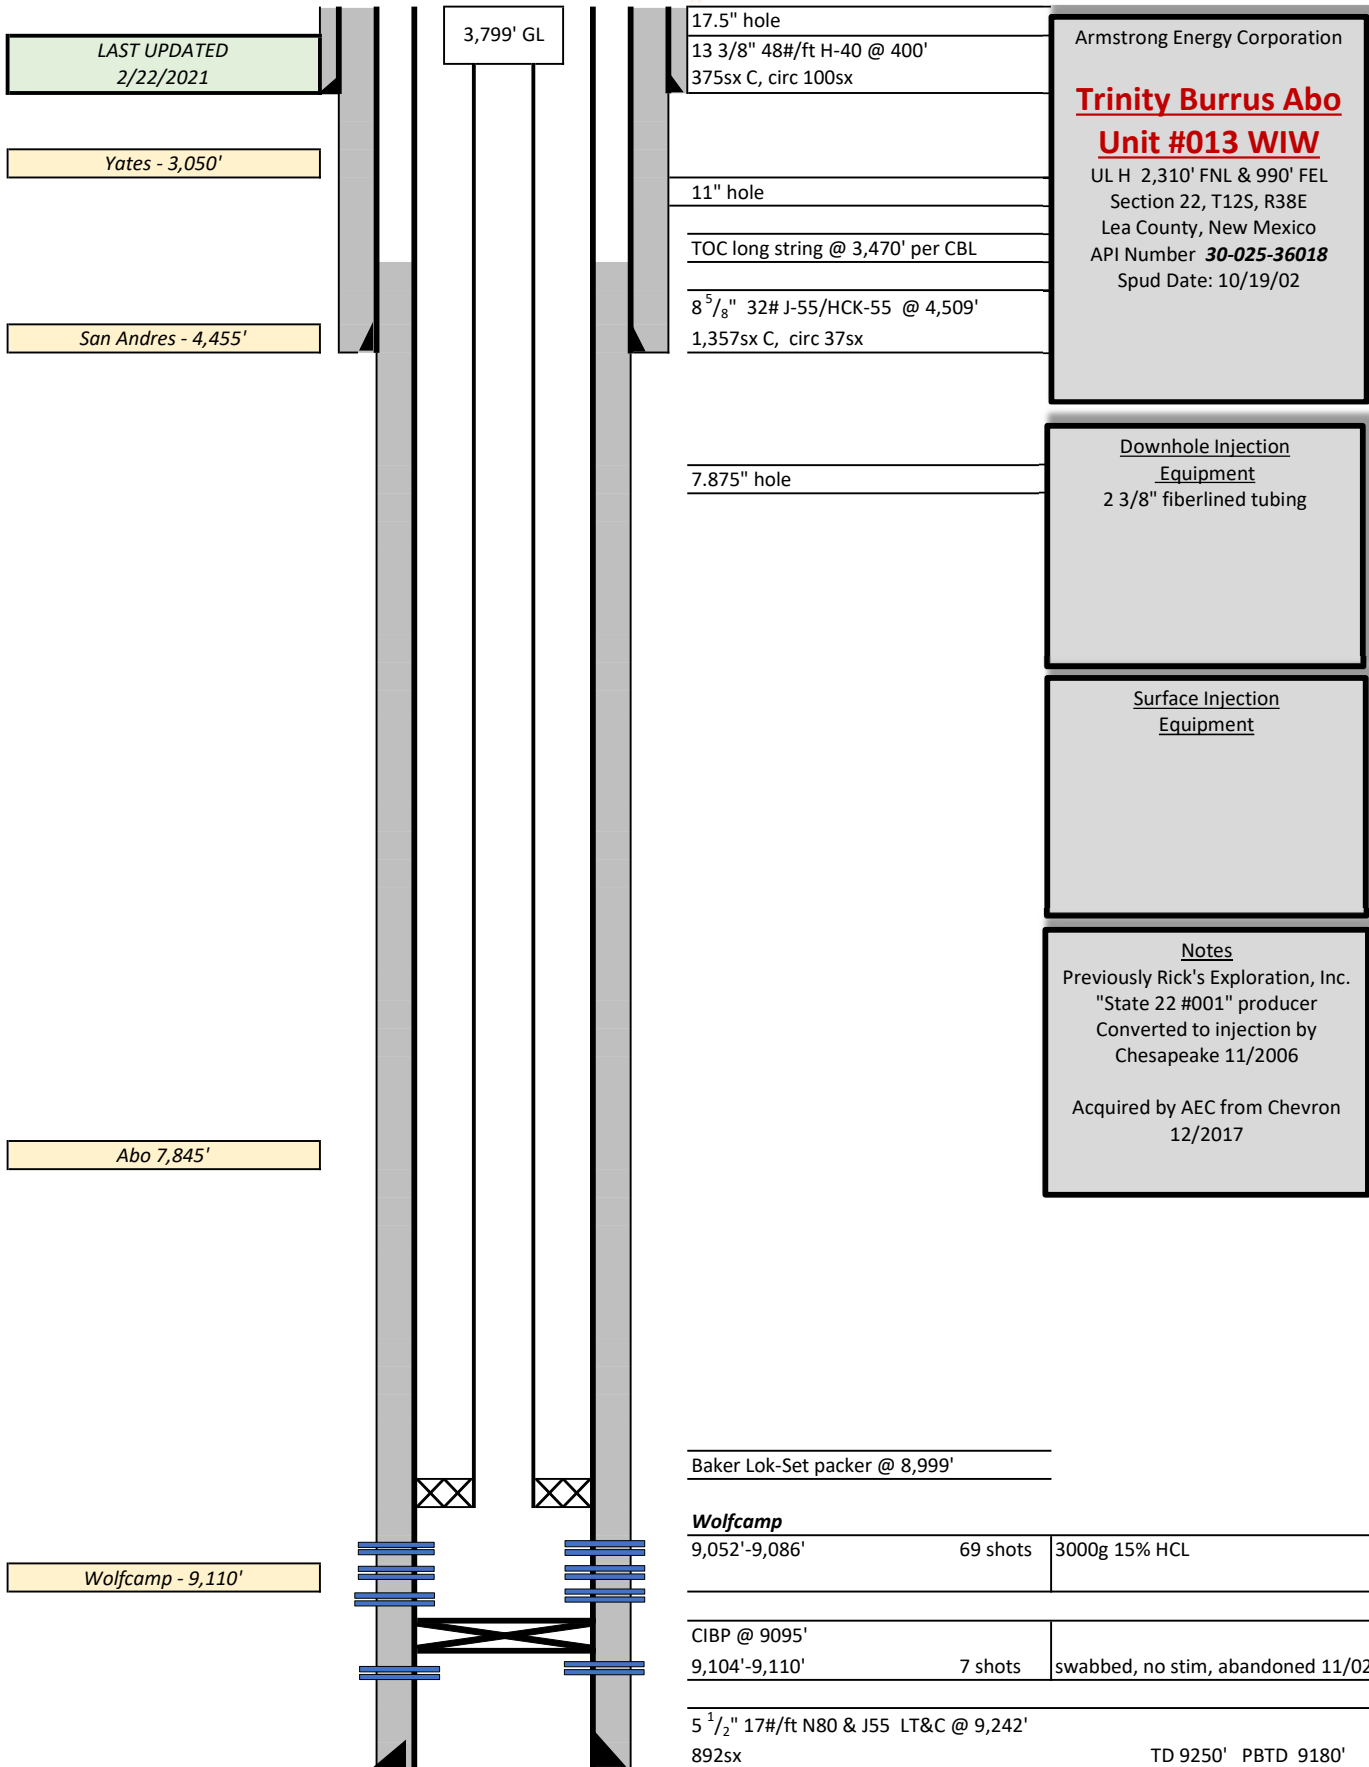 LAST UPDATED
2/22/2021
Yates - 3,050'
San Andres - 4,455'
Abo 7,845'
Wolfcamp - 9,110'
3,799' GL
17.5" hole
13 3/8" 48#/ft H-40 @ 400'
375sx C, circ 100sx
11" hole
TOC long string @ 3,470' per CBL
8 5/8" 32# J-55/HCK-55 @ 4,509'
1,357sx C, circ 37sx
7.875" hole
Baker Lok-Set packer @ 8,999'
Wolfcamp
9,052'-9,086' 69 shots 3000g 15% HCL
CIBP @ 9095'
9,104'-9,110' 7 shots swabbed, no stim, abandoned 11/02
5 1/2" 17#/ft N80 & J55 LT&C @ 9,242'
892sx TD 9250' PBTD 9180'
Armstrong Energy Corporation
Trinity Burrus Abo
Unit #013 WIW
UL H 2,310' FNL & 990' FEL
Section 22, T12S, R38E
Lea County, New Mexico
API Number 30-025-36018
Spud Date: 10/19/02
Downhole Injection
Equipment
2 3/8" fiberlined tubing
Surface Injection
Equipment
Notes
Previously Rick's Exploration, Inc.
"State 22 #001" producer
Converted to injection by
Chesapeake 11/2006
Acquired by AEC from Chevron
12/2017